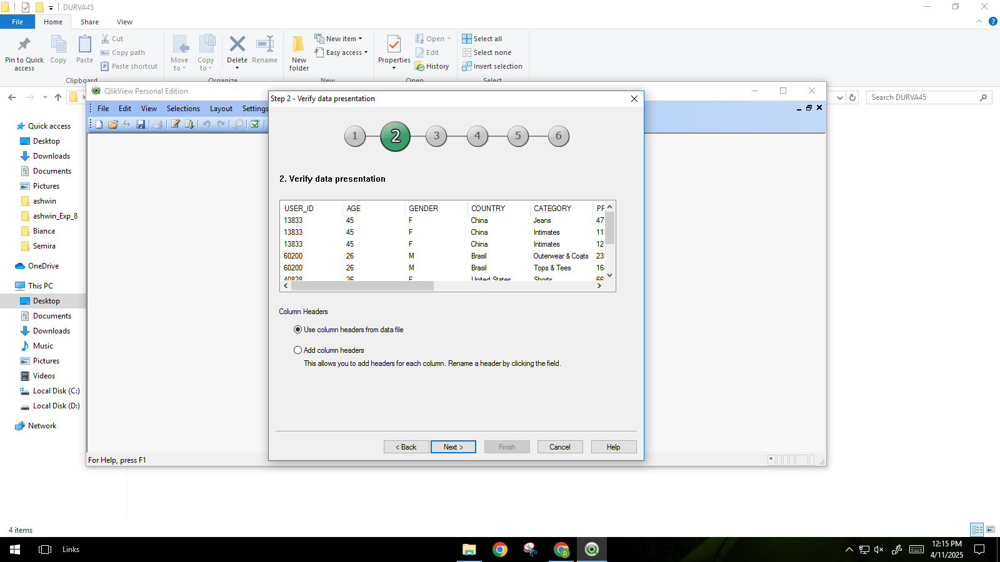 DURVA45
File Home Share View
Pin to Quick access
Copy
Paste
Cut
Copy path
Paste shortcut
Clipboard
Move to
Copy to
Delete
Rename
Organize
New folder
New item
Easy access
New
Properties
Open
Edit
History
Open
Select all
Select none
Invert selection
Select
Search DURVA45
Quick access
Desktop
Downloads
Documents
Pictures
ashwin
ashwin_Exp_8
Bianca
Semira
OneDrive
This PC
Desktop
Documents
Downloads
Music
Pictures
Videos
Local Disk (C:)
Local Disk (D:)
Network
4 items
QlikView Personal Edition
File Edit View Selections Layout Settings
For Help, press F1
*
Step 2 - Verify data presentation
1 2 3 4 5 6
2. Verify data presentation
USER_ID AGE GENDER COUNTRY CATEGORY
13833 45 F China Jeans 47
13833 45 F China Intimates 11
13833 45 F China Intimates 12
60200 26 M Brasil Outerwear & Coats 23
60200 26 M Brasil Tops & Tees 16
40828 26 F United States Shorts 66
Column Headers
Use column headers from data file
Add column headers
This allows you to add headers for each column. Rename a header by clicking the field.
< Back Next > Finish Cancel Help
Links
12:15 PM
4/11/2025